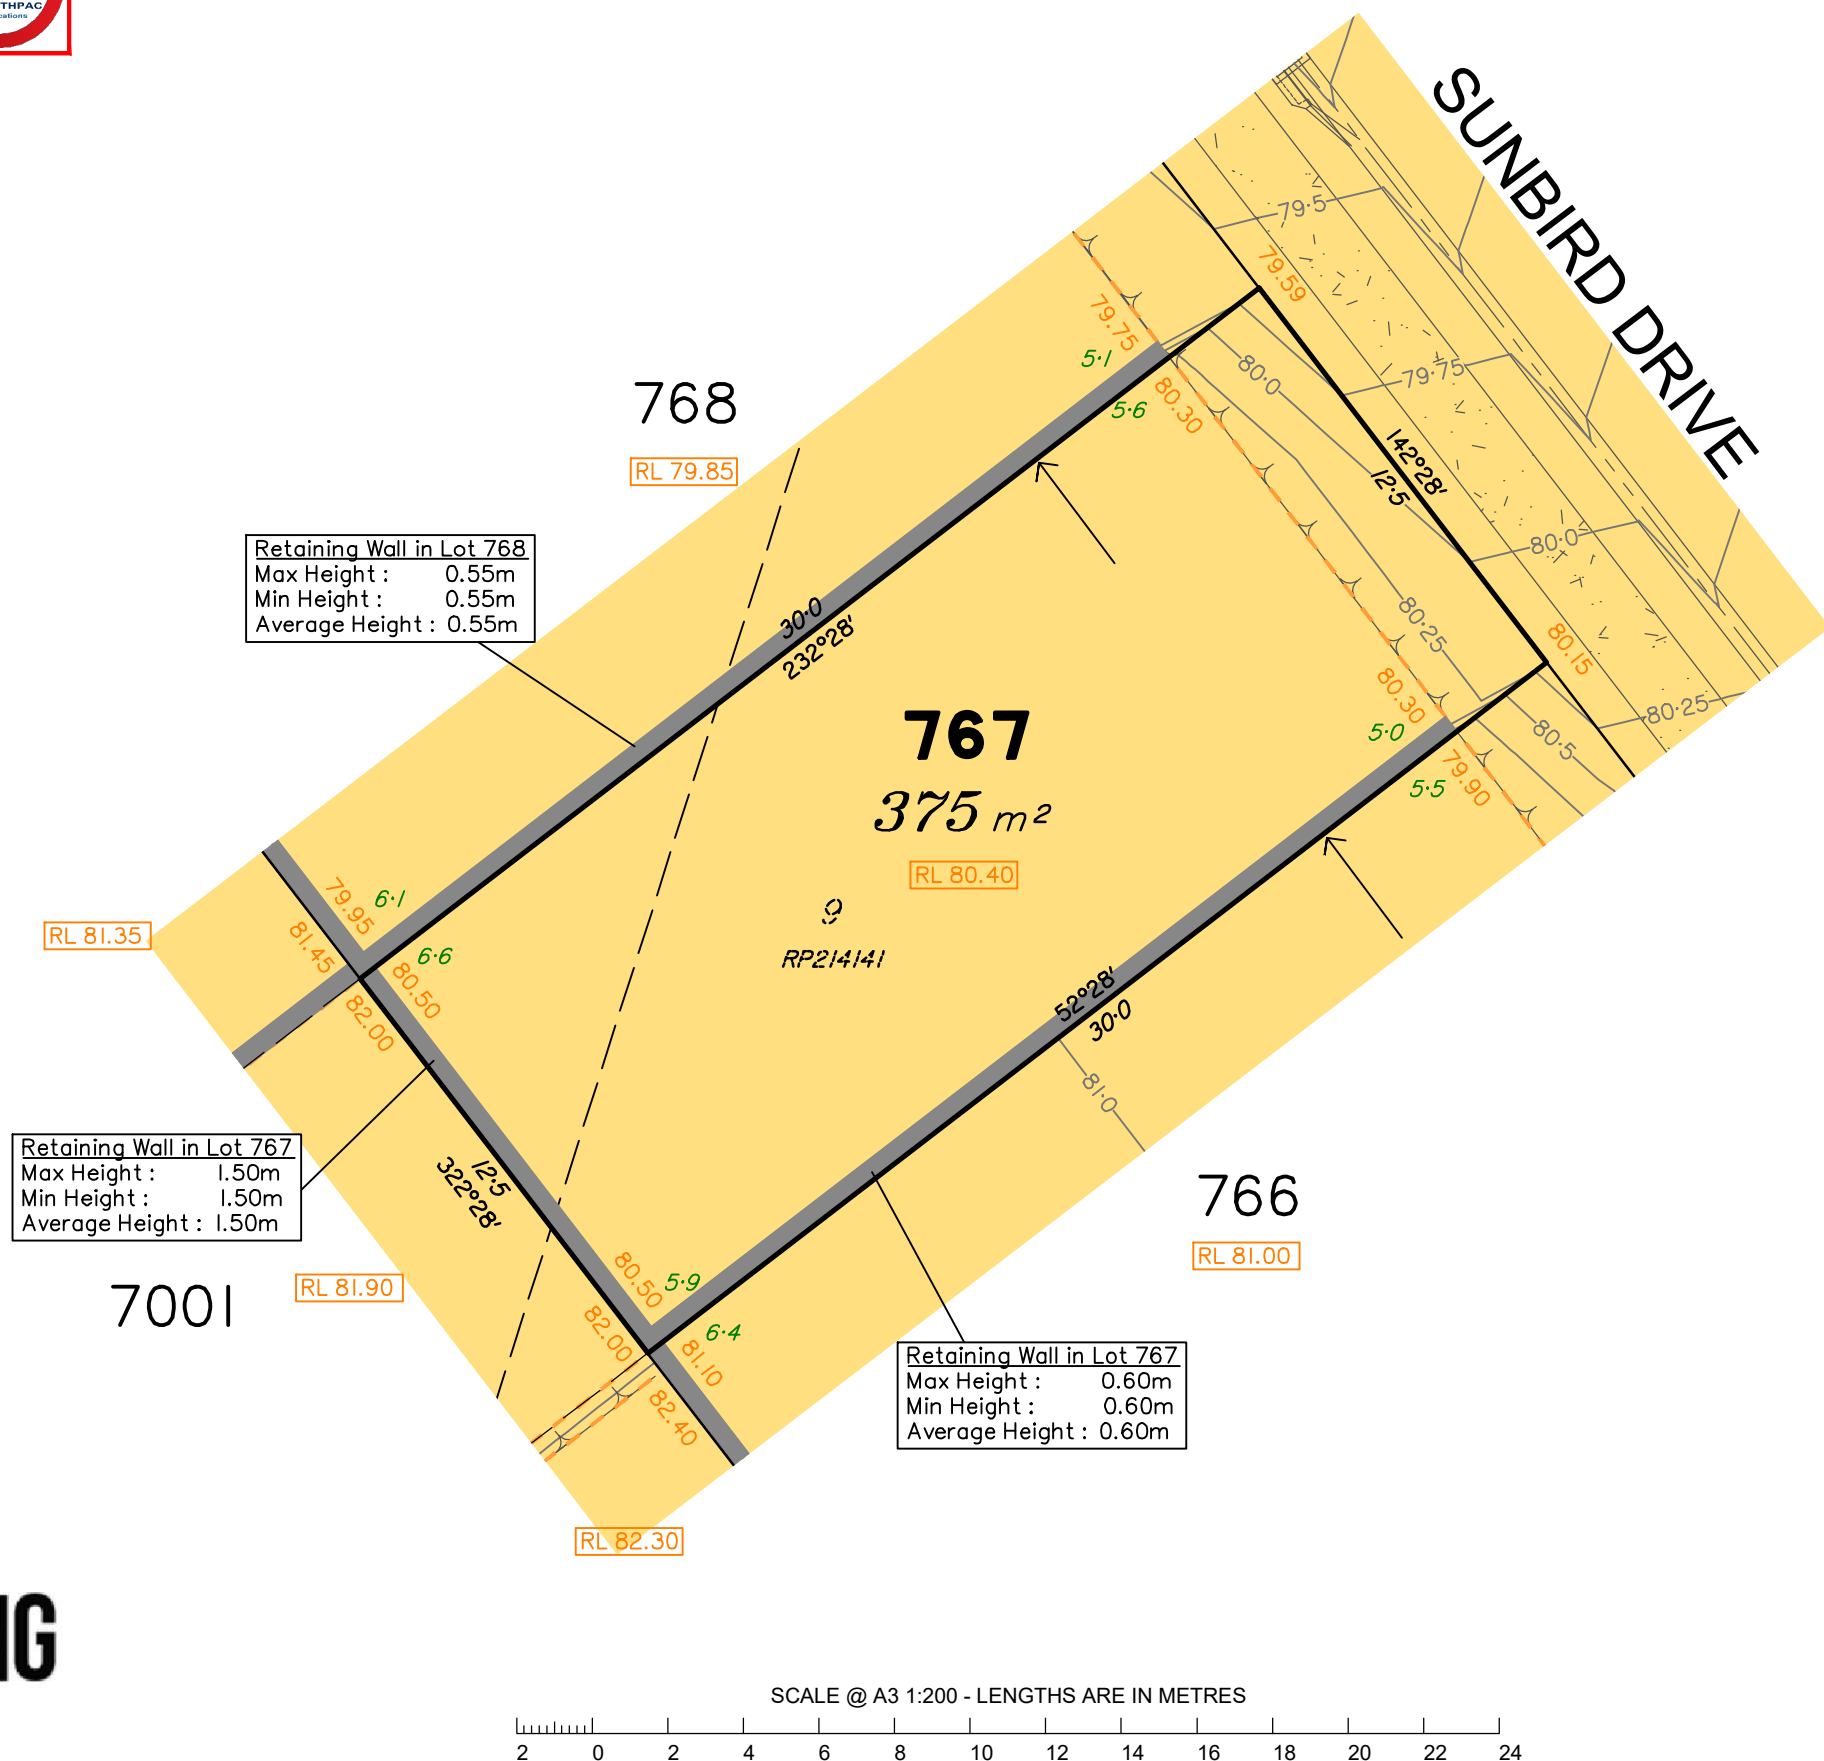 THPAC
cations
SUNBIRD DRIVE
79·5
79.59
79.75
5·1
80·0
79·75
768
80.30
5·6
RL 79.85
142°28'
12·5
80·0
Retaining Wall in Lot 768
Max Height : 0.55m
Min Height : 0.55m
Average Height : 0.55m
30·0
232°28'
80·25
80.15
80.30
767
5·0
80·25
80·5
375 m²
79.90
5·5
RL 80.40
79.95
6·1
9
RL 81.35
81.45
6·6
RP214141
80.50
82.00
52°28'
30·0
81·0
Retaining Wall in Lot 767
Max Height : 1.50m
Min Height : 1.50m
Average Height : 1.50m
12·5
322°28'
766
RL 81.00
7001
RL 81.90
80.50
5·9
82.00
6·4
81.10
82.40
Retaining Wall in Lot 767
Max Height : 0.60m
Min Height : 0.60m
Average Height : 0.60m
RL 82.30
IG
SCALE @ A3 1:200 - LENGTHS ARE IN METRES
2 0 2 4 6 8 10 12 14 16 18 20 22 24